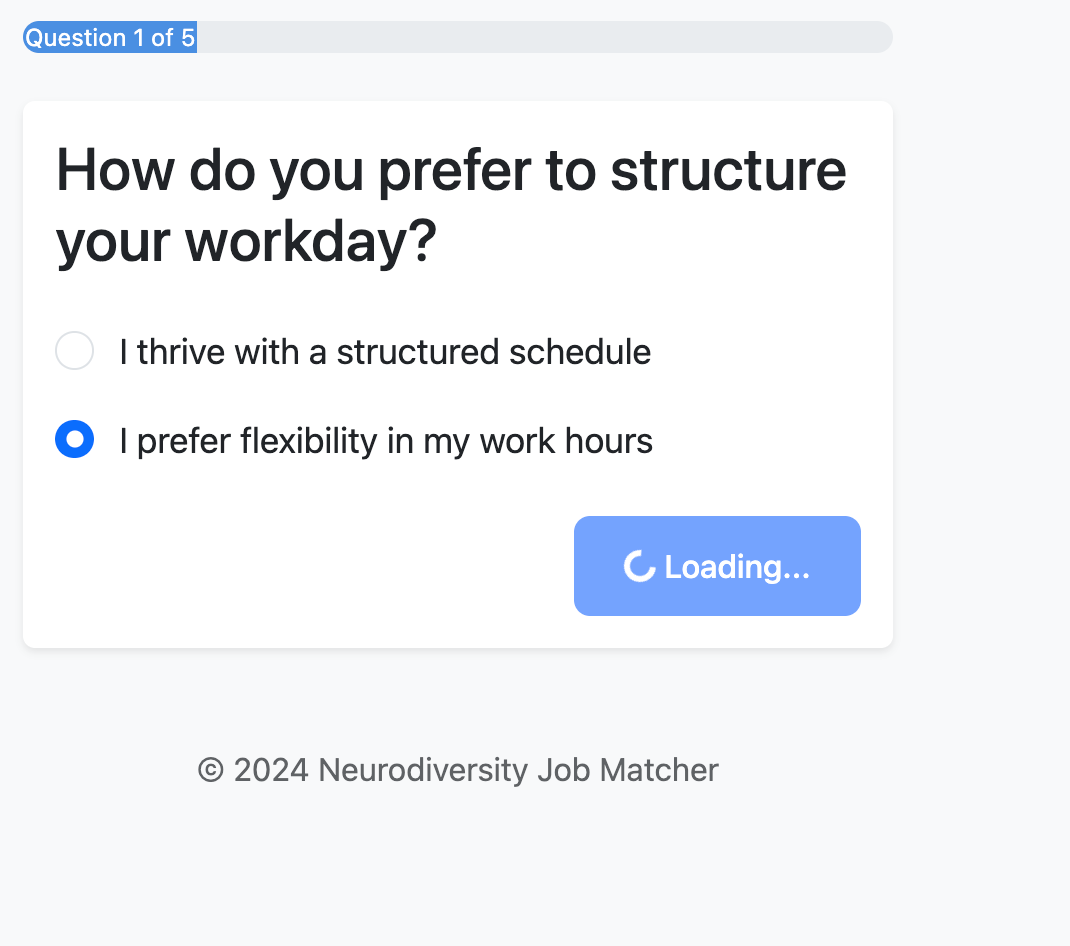 Question 1 of 5
How do you prefer to structure
your workday?
I thrive with a structured schedule
I prefer flexibility in my work hours
Loading...
© 2024 Neurodiversity Job Matcher